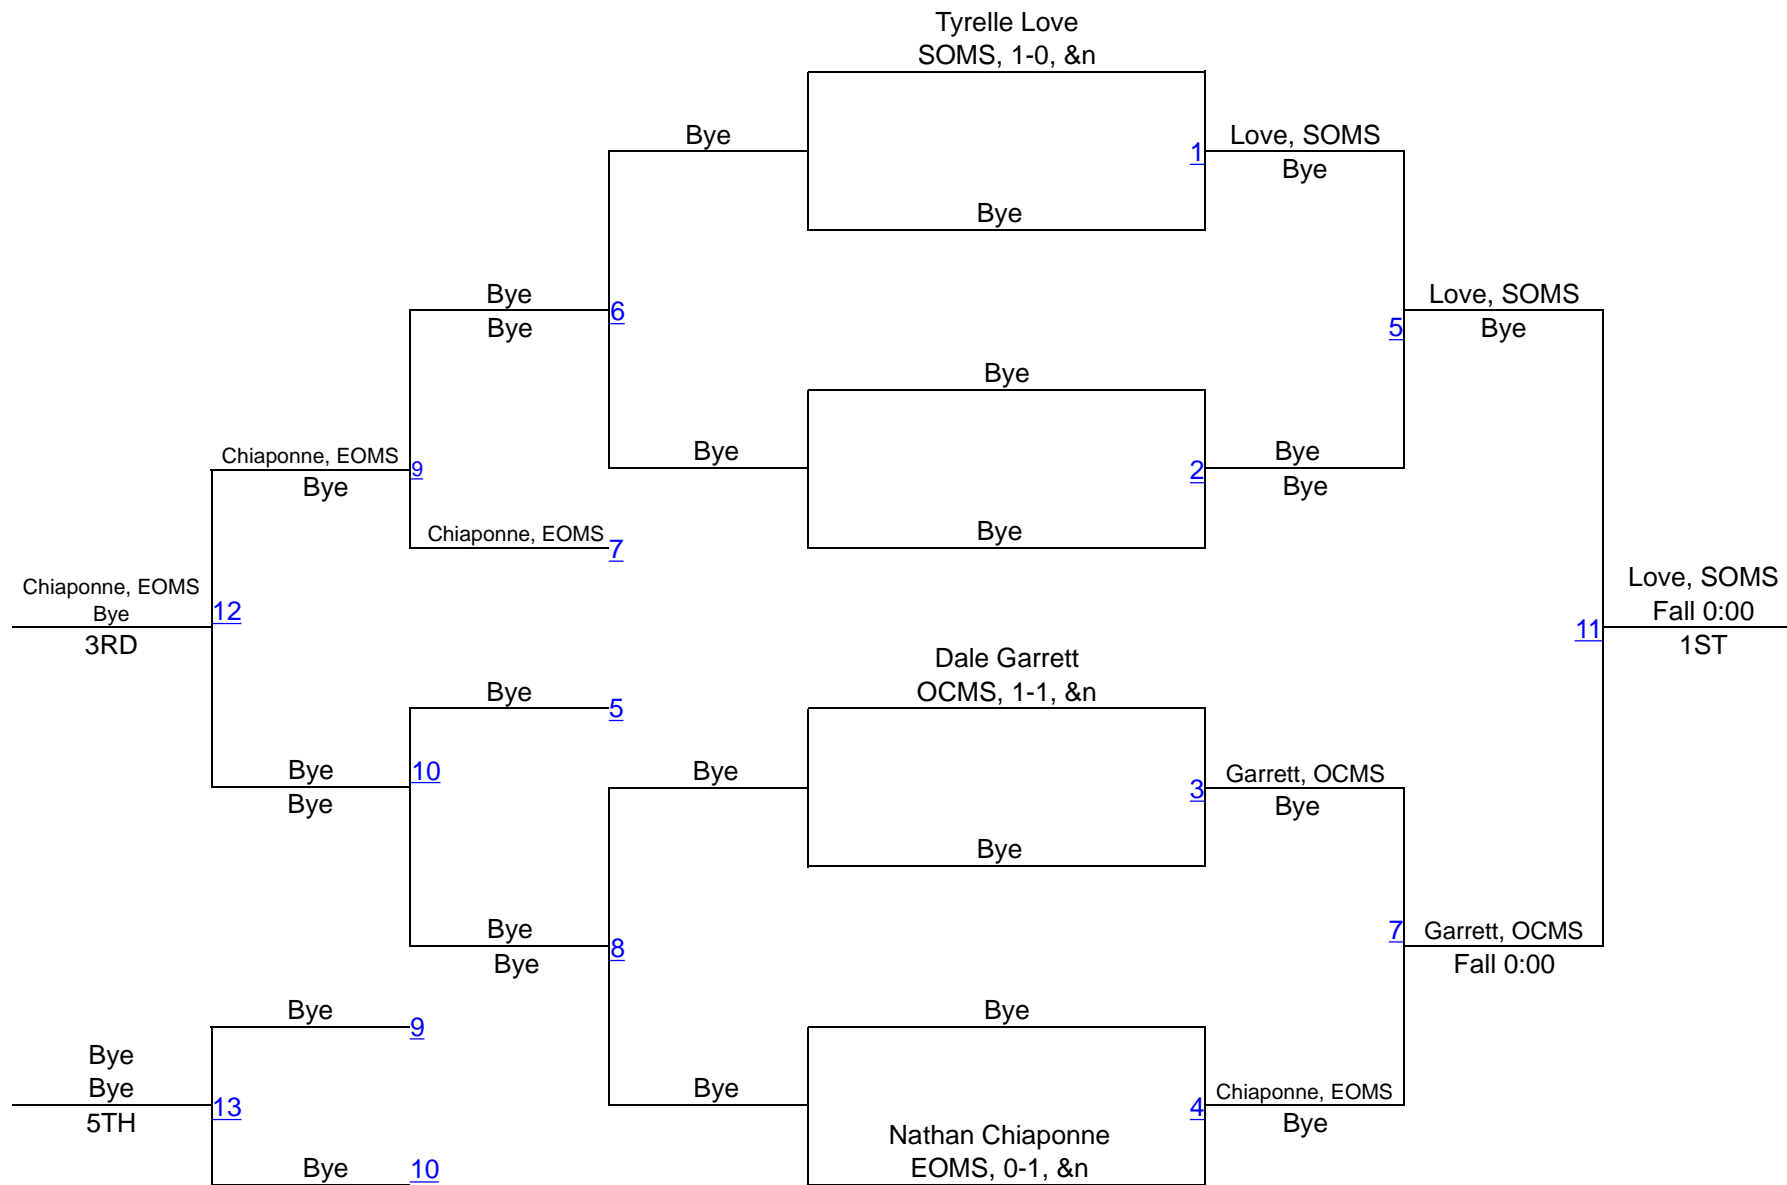 Tyrelle Love
SOMS, 1-0, &n
Bye
1
Love, SOMS
Bye
Bye
Bye
Bye
6
Love, SOMS
5
Bye
Bye
Chiaponne, EOMS
9
Bye
Bye
2
Bye
Bye
Chiaponne, EOMS
7
Bye
Chiaponne, EOMS
Bye
12
3RD
Love, SOMS
Fall 0:00
11
1ST
Dale Garrett
OCMS, 1-1, &n
Bye
5
Bye
10
Bye
Bye
3
Garrett, OCMS
Bye
Bye
Bye
8
Bye
7
Garrett, OCMS
Fall 0:00
Bye
9
Bye
Bye
Bye
13
5TH
Bye
4
Chiaponne, EOMS
Bye
Nathan Chiaponne
EOMS, 0-1, &n
Bye
10